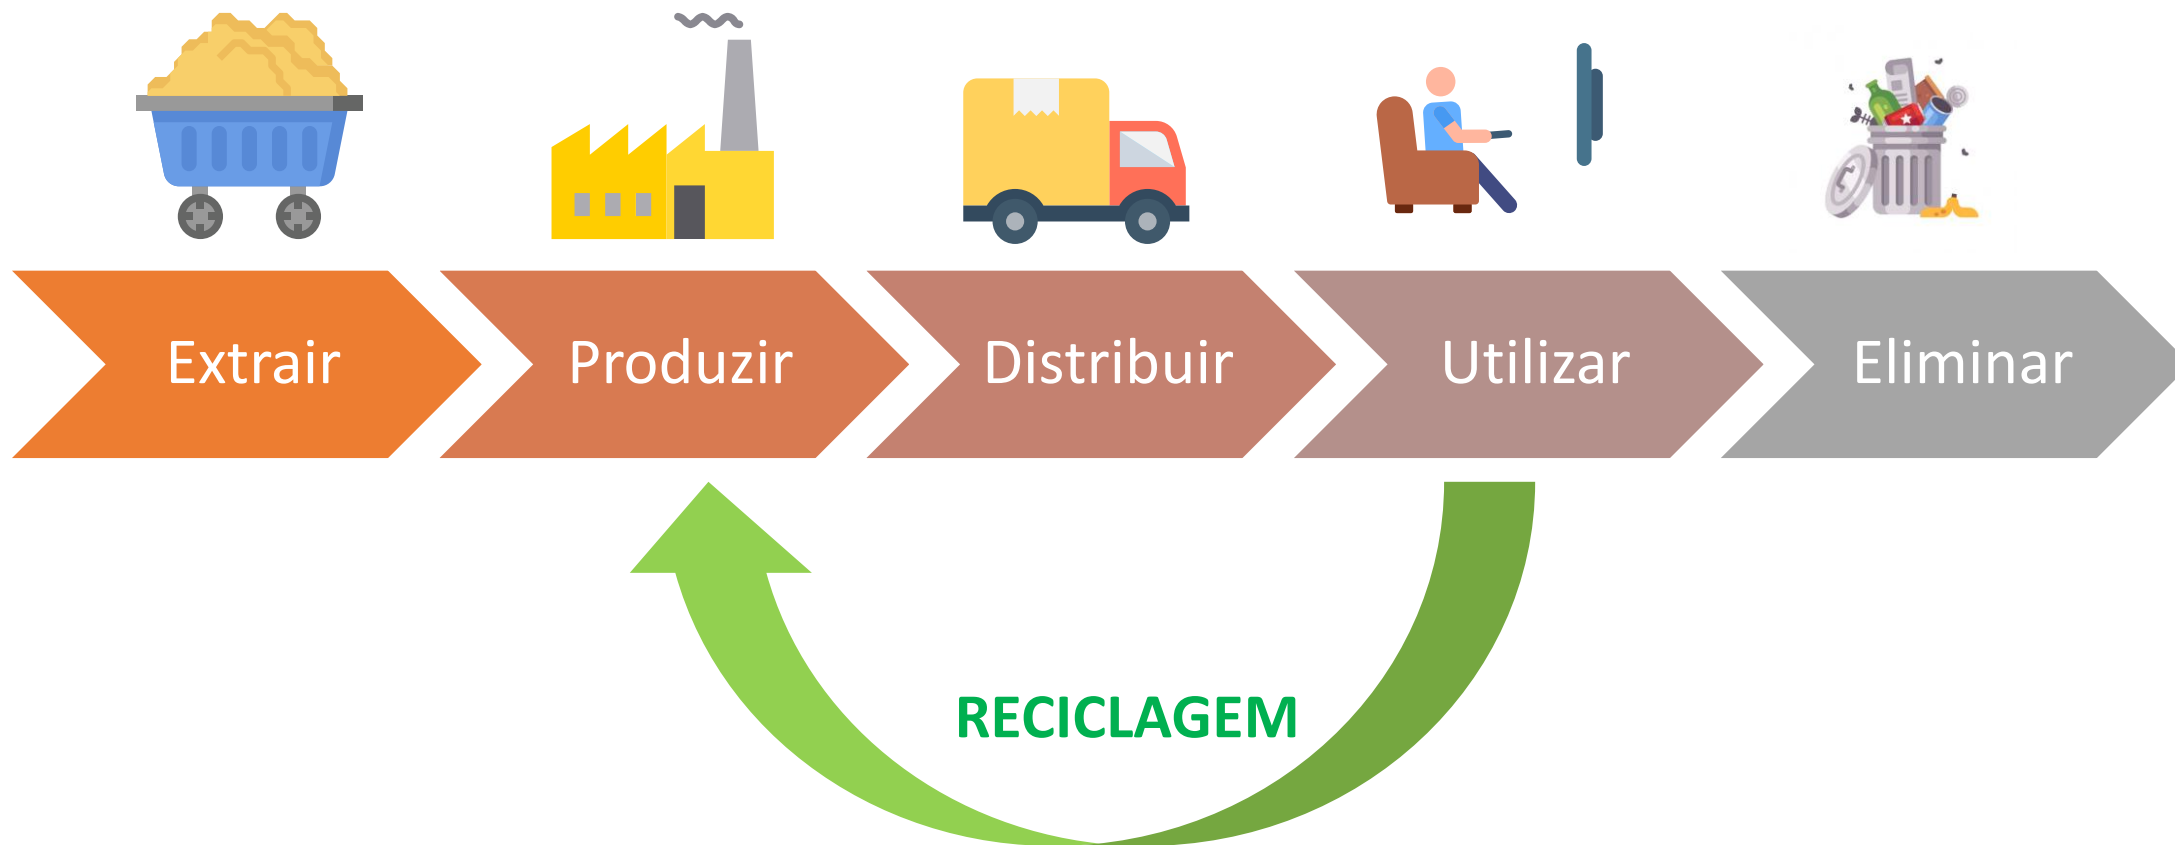 Extrair
Produzir
Distribuir
Utilizar
Eliminar
RECICLAGEM